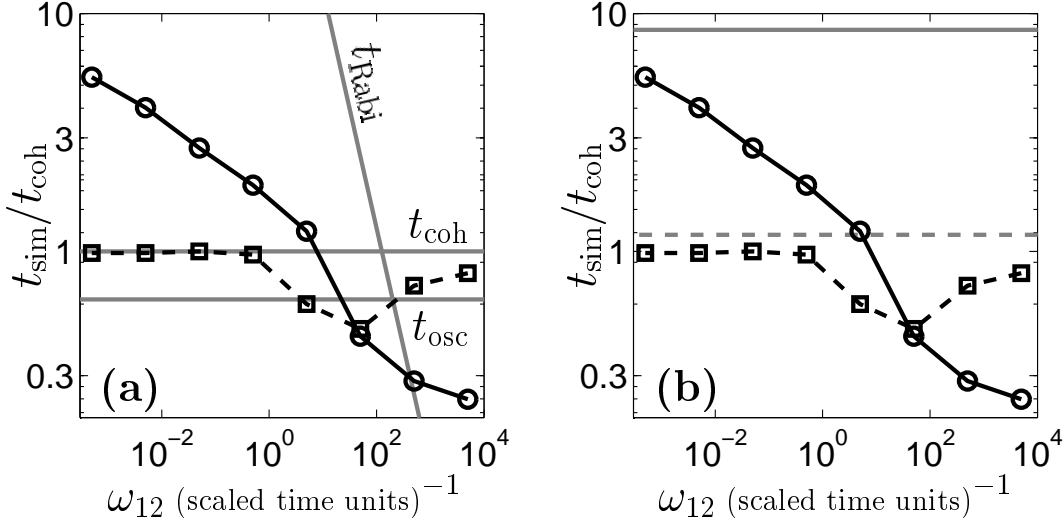 10
3
1
0.3
t_sim/t_coh
t_Rabi
t_coh
t_osc
(a)
10^−2 10^0 10^2 10^4
ω_12 (scaled time units)^−1
10
3
1
0.3
t_sim/t_coh
(b)
10^−2 10^0 10^2 10^4
ω_12 (scaled time units)^−1